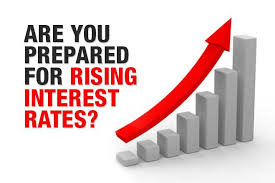 ARE YOU
PREPARED
FOR RISING
INTEREST
RATES?